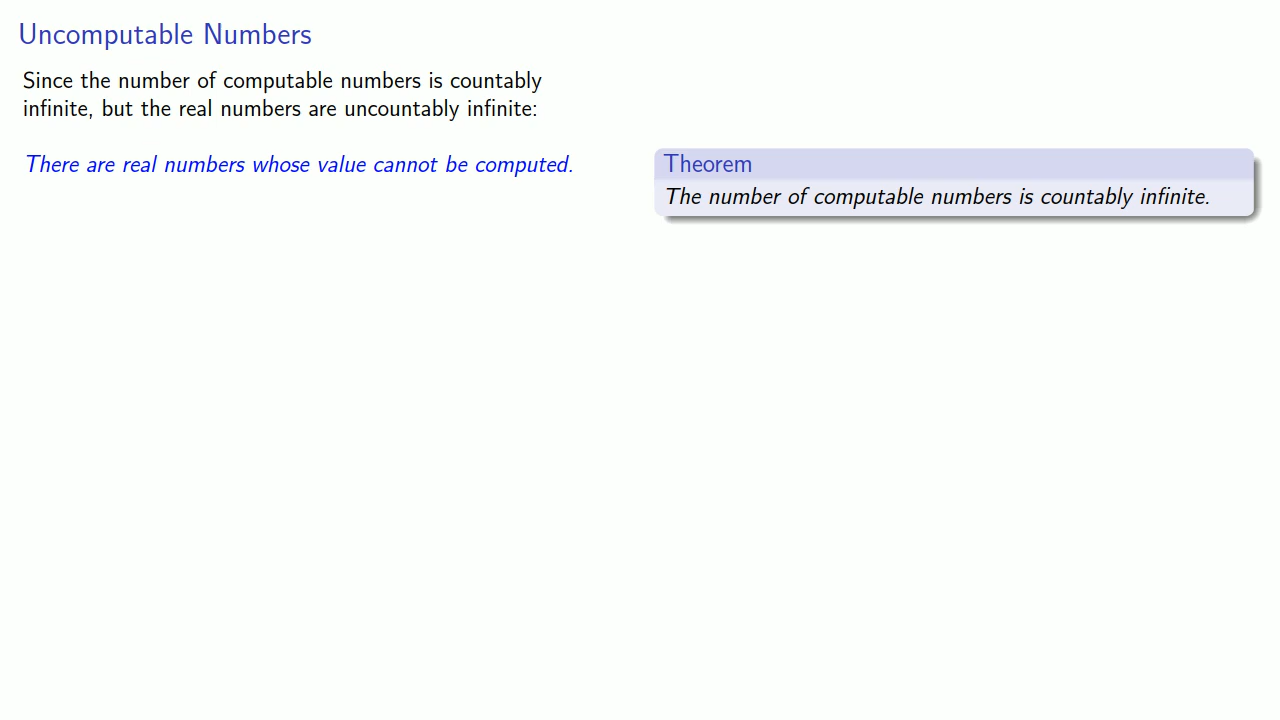 Uncomputable Numbers
Since the number of computable numbers is countably
infinite, but the real numbers are uncountably infinite:
There are real numbers whose value cannot be computed.
Theorem
The number of computable numbers is countably infinite.